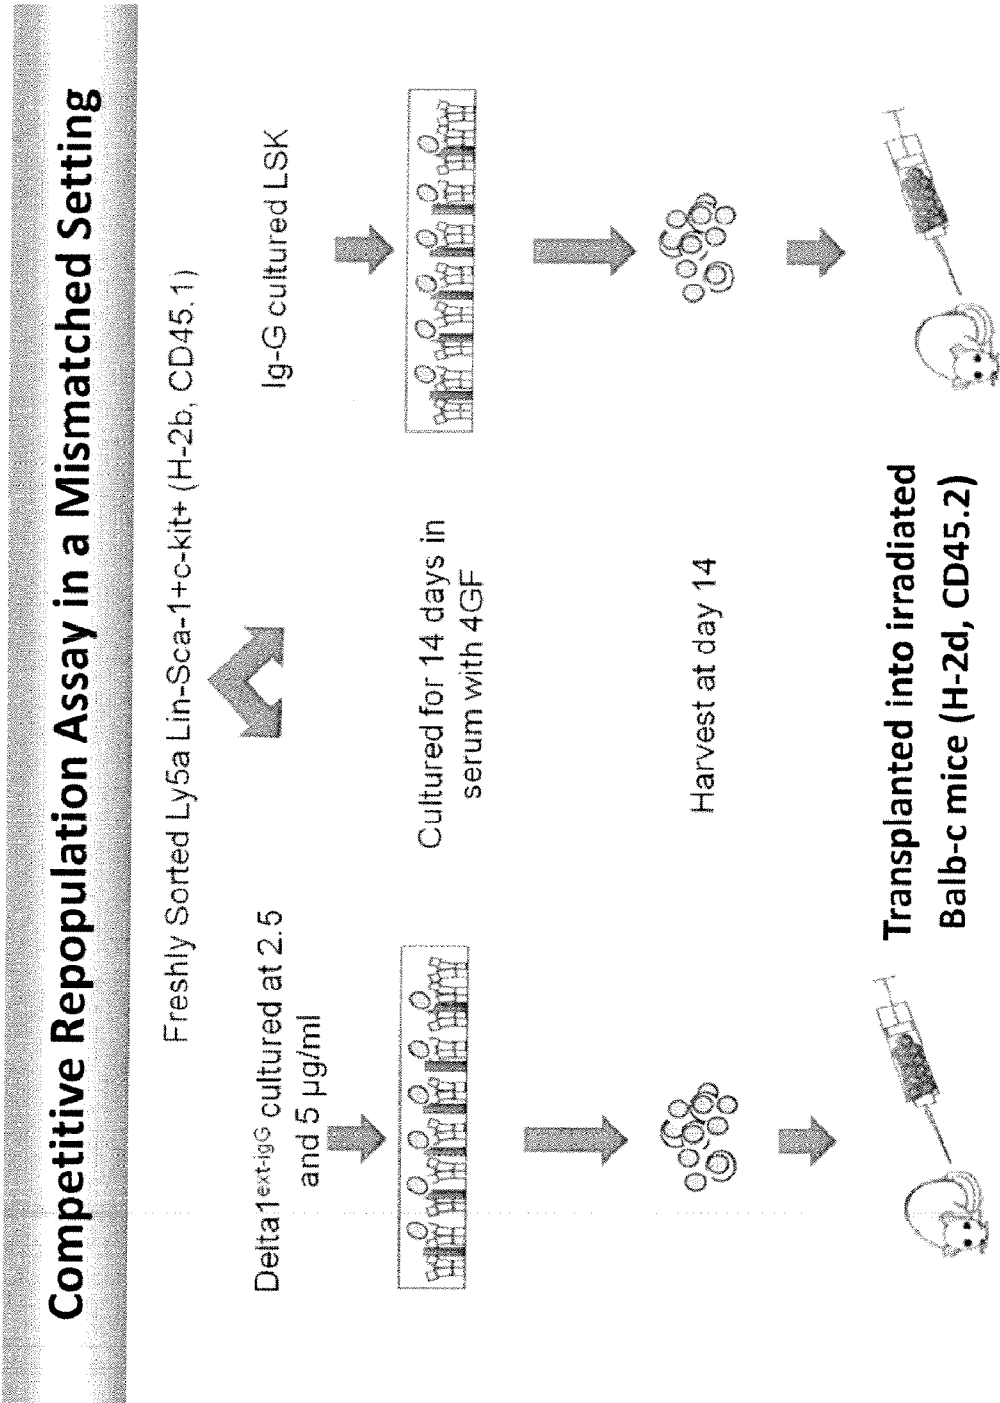 Competitive Repopulation Assay in a Mismatched Setting
Freshly Sorted Ly5a Lin-Sca-1+c-kit+ (H-2b, CD45.1)
Delta1ext-IgG cultured at 2.5
and 5 µg/ml
Ig-G cultured LSK
Cultured for 14 days in
serum with 4GF
Harvest at day 14
Transplanted into irradiated
Balb-c mice (H-2d, CD45.2)